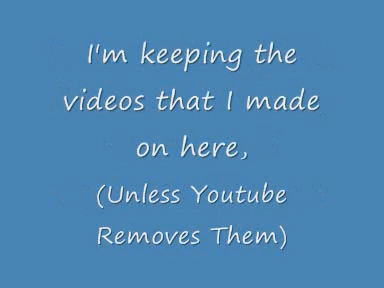 I'm keeping the
videos that I made
on here,
(Unless Youtube
Removes Them)